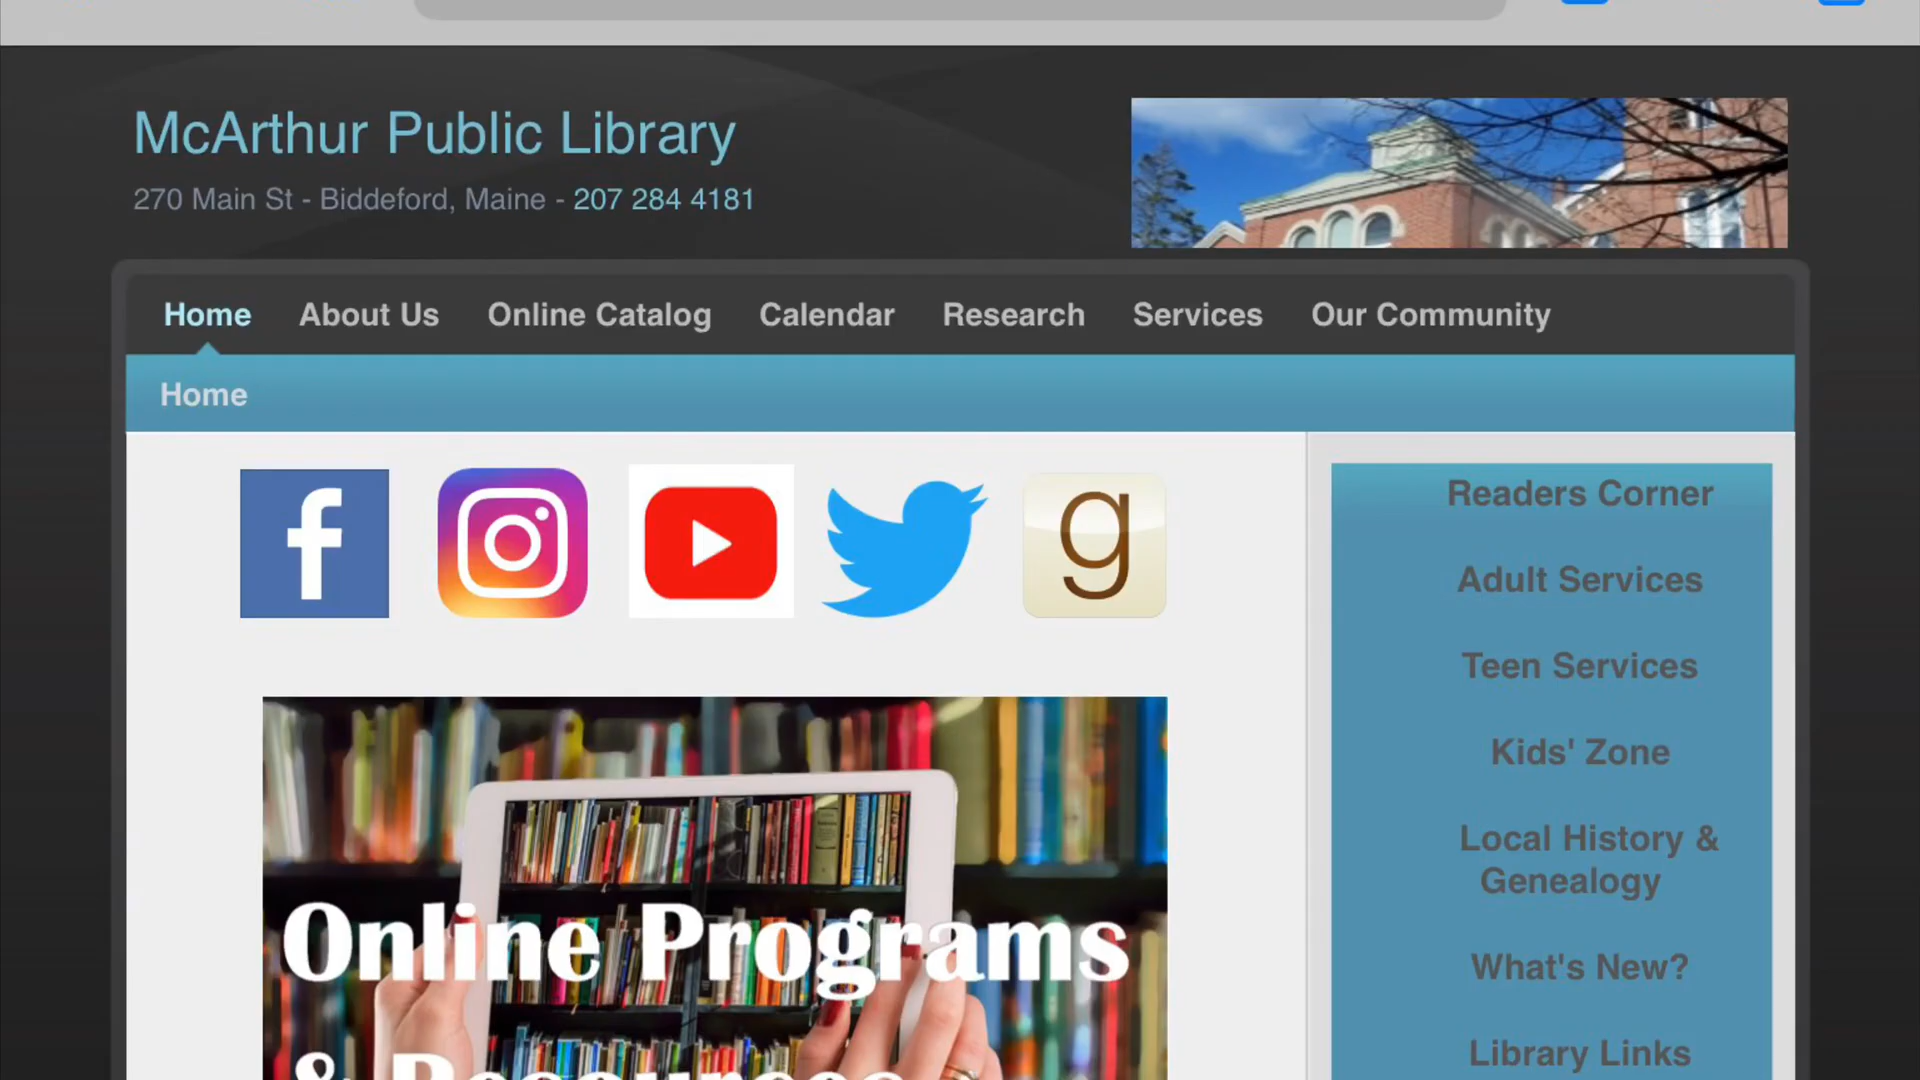 McArthur Public Library
270 Main St - Biddeford, Maine - 207 284 4181
Home About Us Online Catalog Calendar Research Services Our Community
Home
f g
Readers Corner
Adult Services
Teen Services
Kids' Zone
Local History &
Genealogy
What's New?
Library Links
Online Programs
& Resources